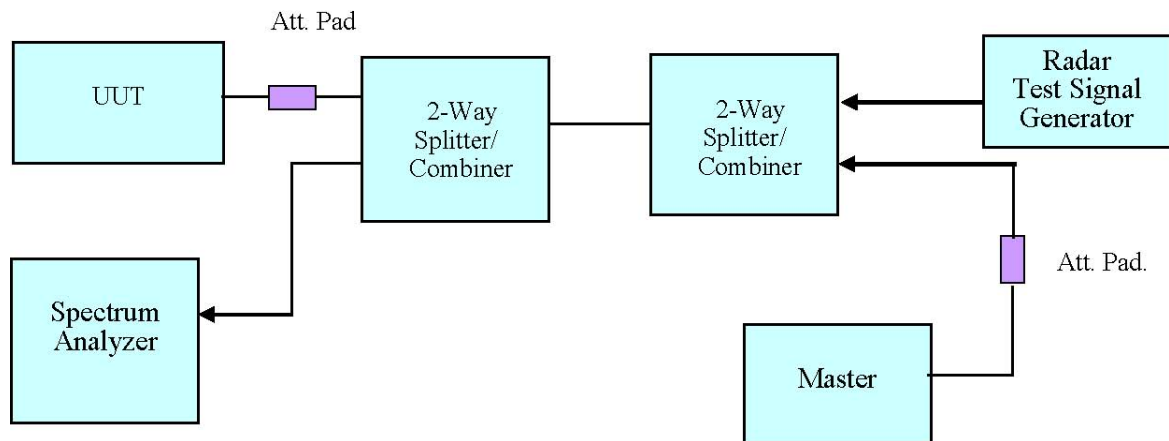 Att. Pad
UUT
2-Way
Splitter/
Combiner
2-Way
Splitter/
Combiner
Radar
Test Signal
Generator
Att. Pad.
Spectrum
Analyzer
Master